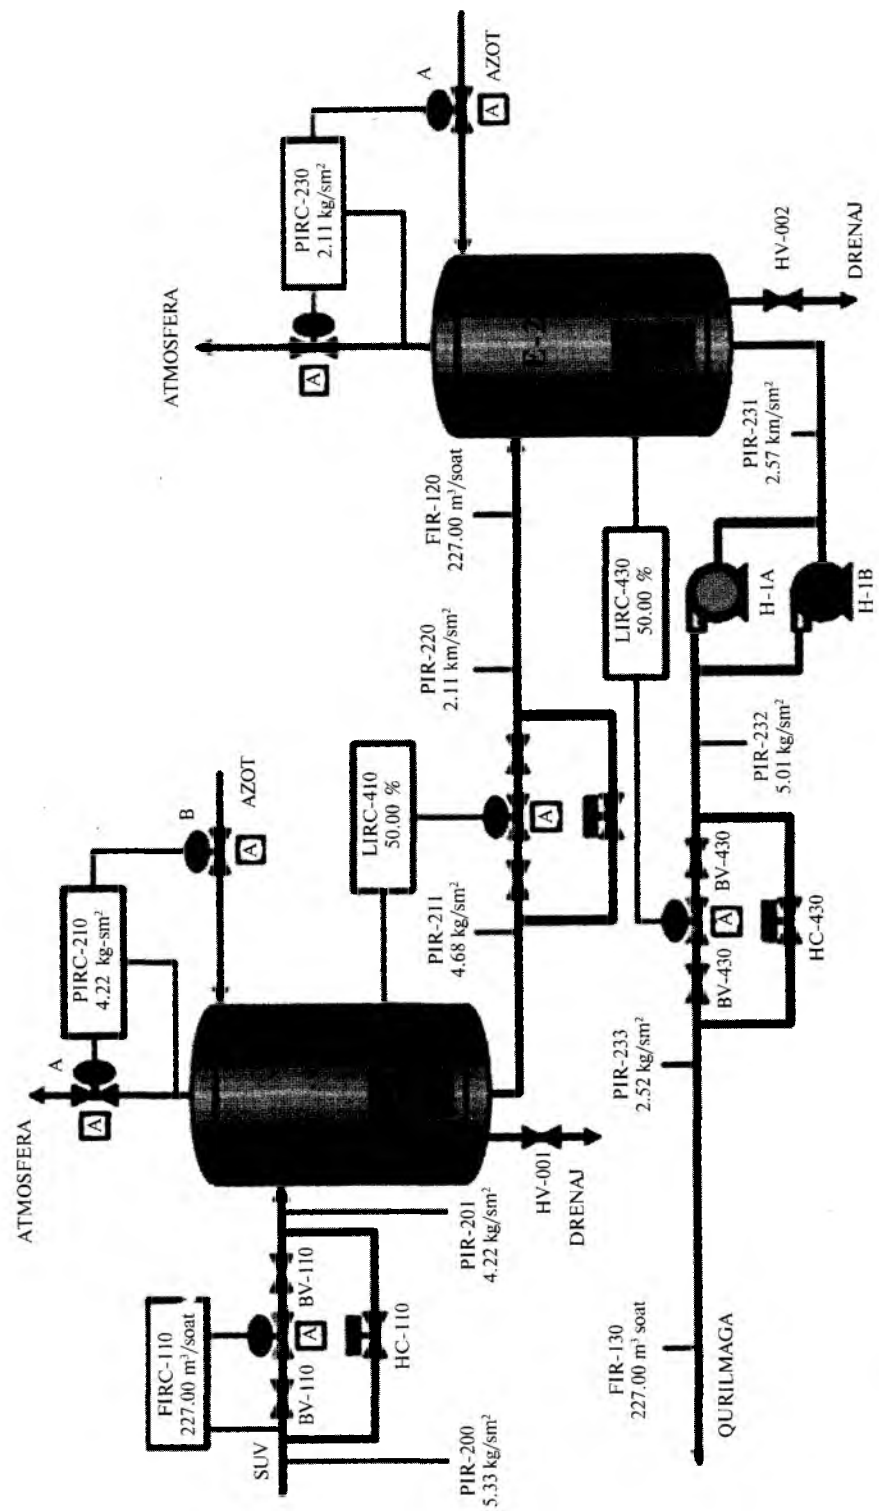 ATMOSFERA
A
A
PIRC-210
4.22 kg-sm²
B
A
AZOT
FIRC-110
227.00 m³/soat
SUV
BV-110
A
BV-110
HC-110
PIR-200
5.33 kg/sm²
PIR-201
4.22 kg/sm²
HV-001
DRENAJ
LIRC-410
50.00 %
PIR-211
4.68 kg/sm²
A
PIR-220
2.11 km/sm²
FIR-120
227.00 m³/soat
ATMOSFERA
A
PIRC-230
2.11 kg/sm²
A
A
AZOT
E-2
HV-002
DRENAJ
PIR-231
2.57 km/sm²
LIRC-430
50.00 %
H-1A
H-1B
PIR-232
5.01 kg/sm²
BV-430
A
BV-430
HC-430
PIR-233
2.52 kg/sm²
FIR-130
227.00 m³ soat
QURILMAGA